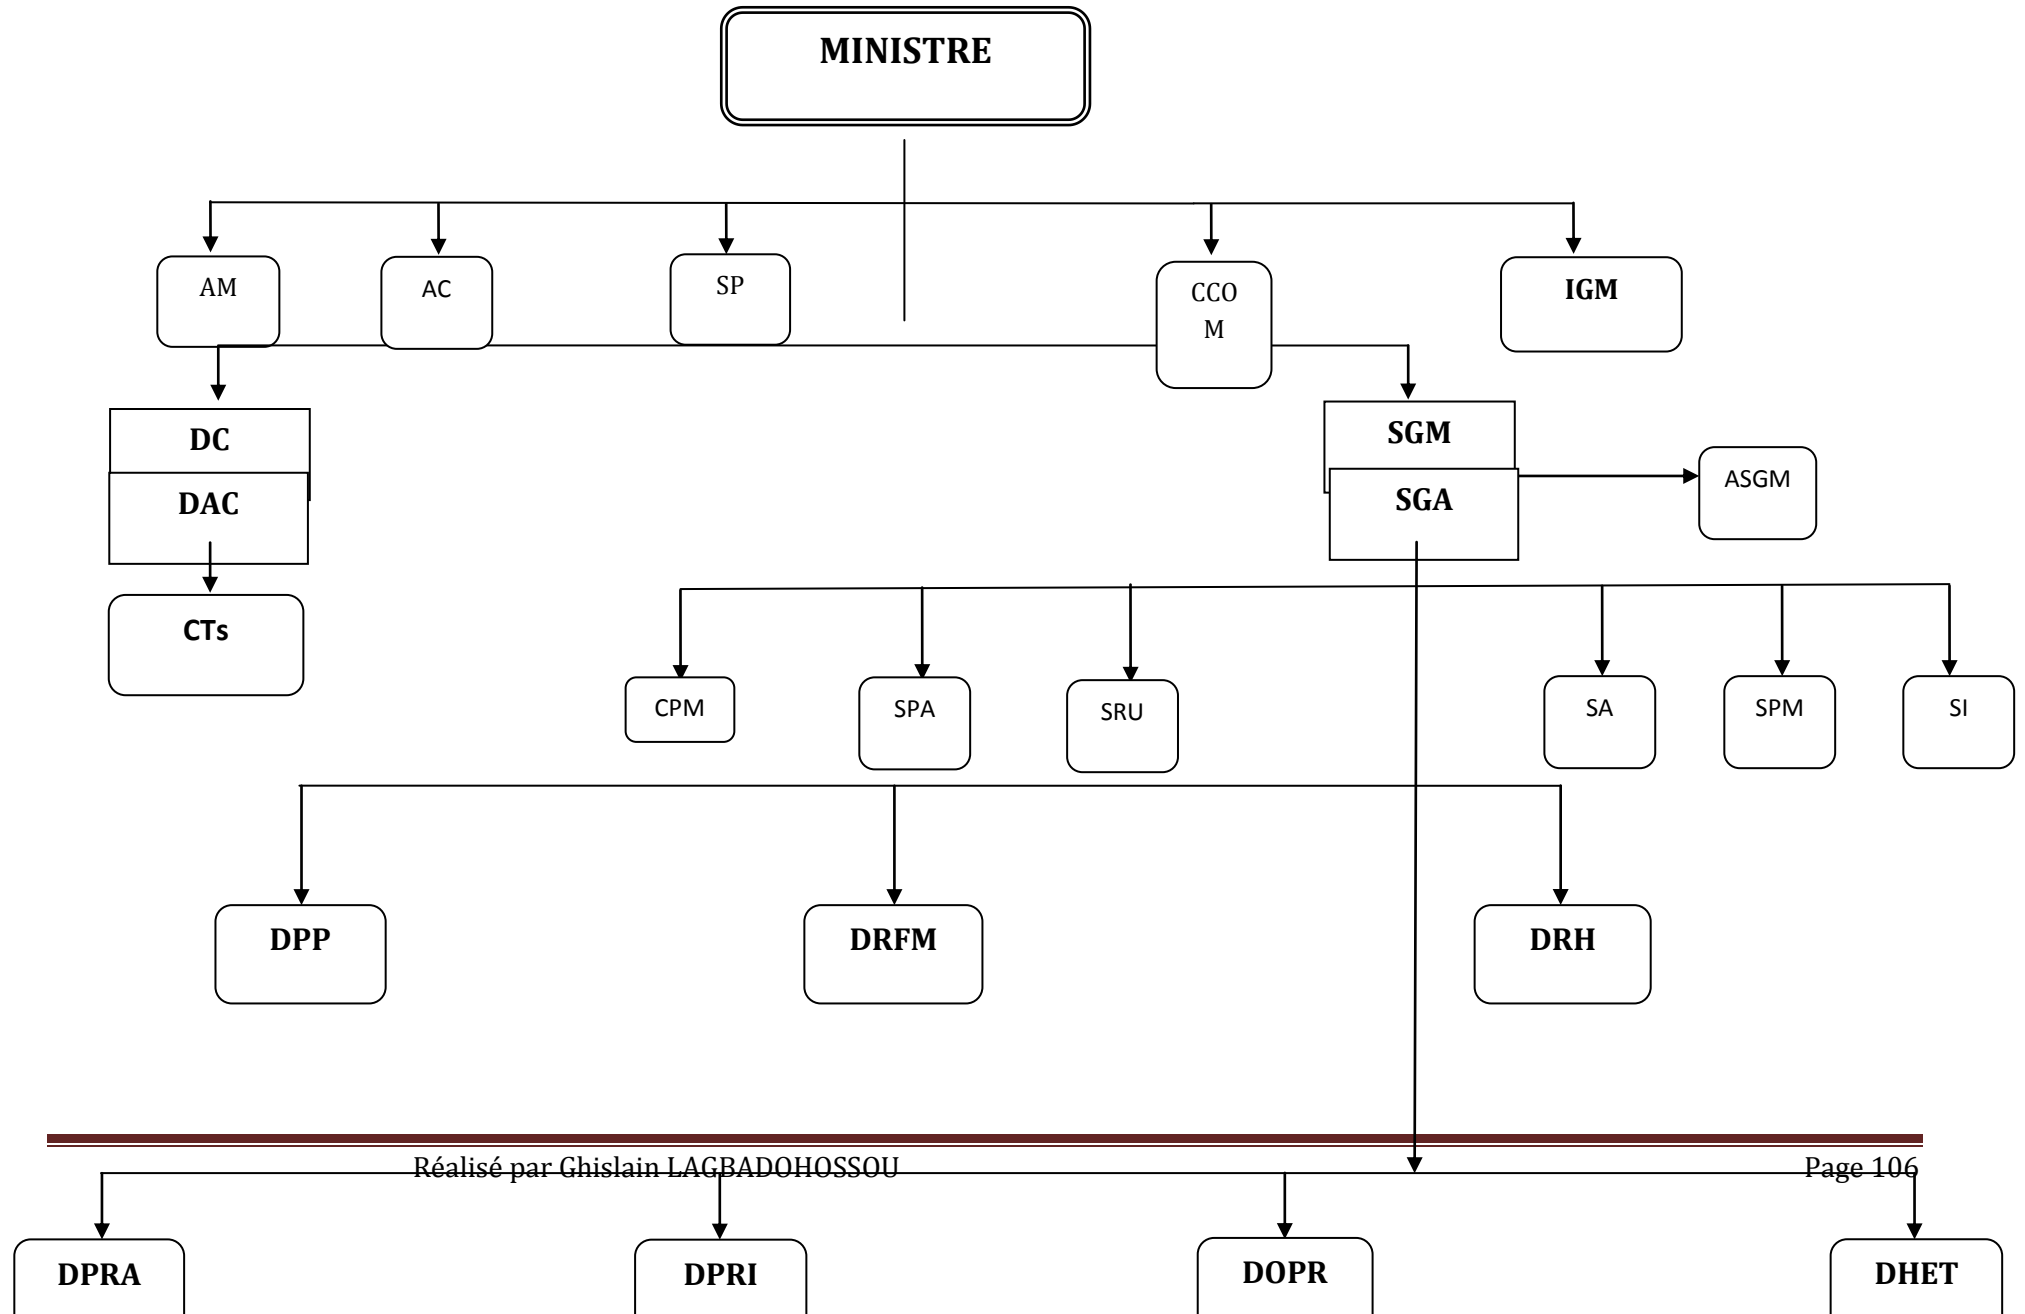 MINISTRE
AM
AC
SP
CCO
M
IGM
DC
DAC
CTs
SGM
SGA
ASGM
CPM
SPA
SRU
SA
SPM
SI
DPP
DRFM
DRH
Réalisé par Ghislain LAGBADOHOSSOU
Page 106
DPRA
DPRI
DOPR
DHET